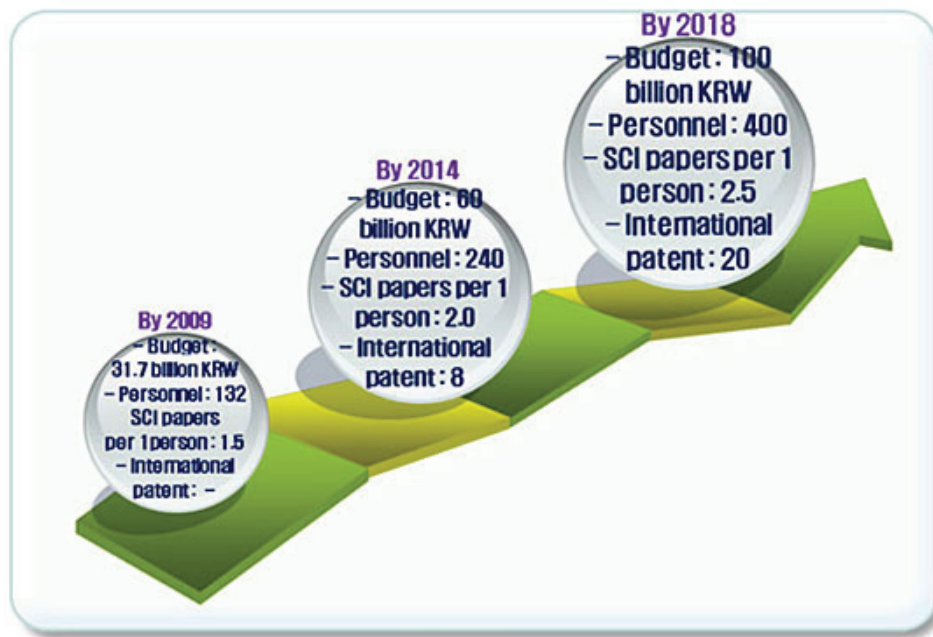 By 2018
– Budget : 100
billion KRW
– Personnel : 400
– SCI papers per 1
person : 2.5
– International
patent : 20
By 2014
– Budget : 60
billion KRW
– Personnel : 240
– SCI papers per 1
person : 2.0
– International
patent : 8
By 2009
– Budget :
31.7 billion KRW
– Personnel : 132
SCI papers
per 1person : 1.5
– International
patent : –